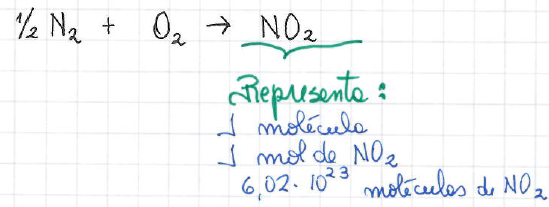 ½ N₂ + O₂ → NO₂
Representa :
1 molécula
1 mol de NO₂
6,02 · 10²³ moléculas de NO₂